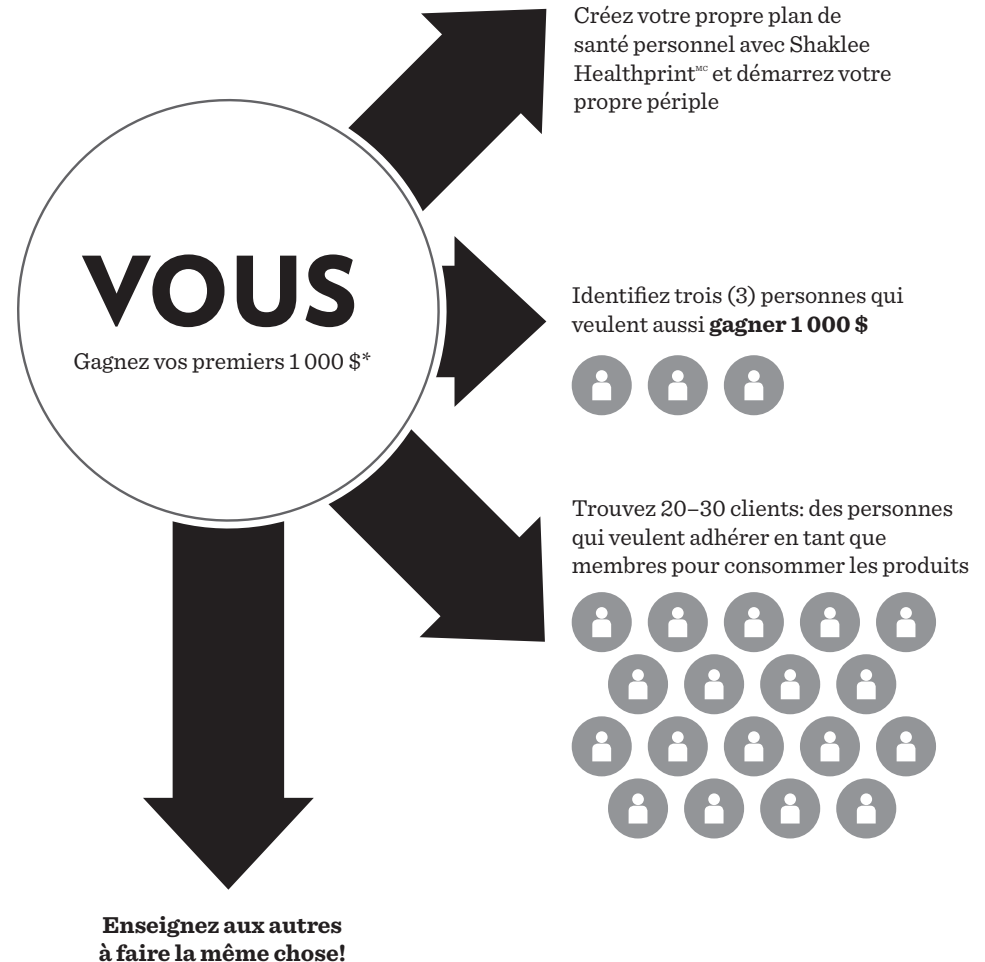 Créez votre propre plan de
santé personnel avec Shaklee
Healthprint™ᶜ et démarrez votre
propre périple
VOUS
Gagnez vos premiers 1 000 $*
Identifiez trois (3) personnes qui
veulent aussi gagner 1 000 $
Trouvez 20–30 clients: des personnes
qui veulent adhérer en tant que
membres pour consommer les produits
Enseignez aux autres
à faire la même chose!